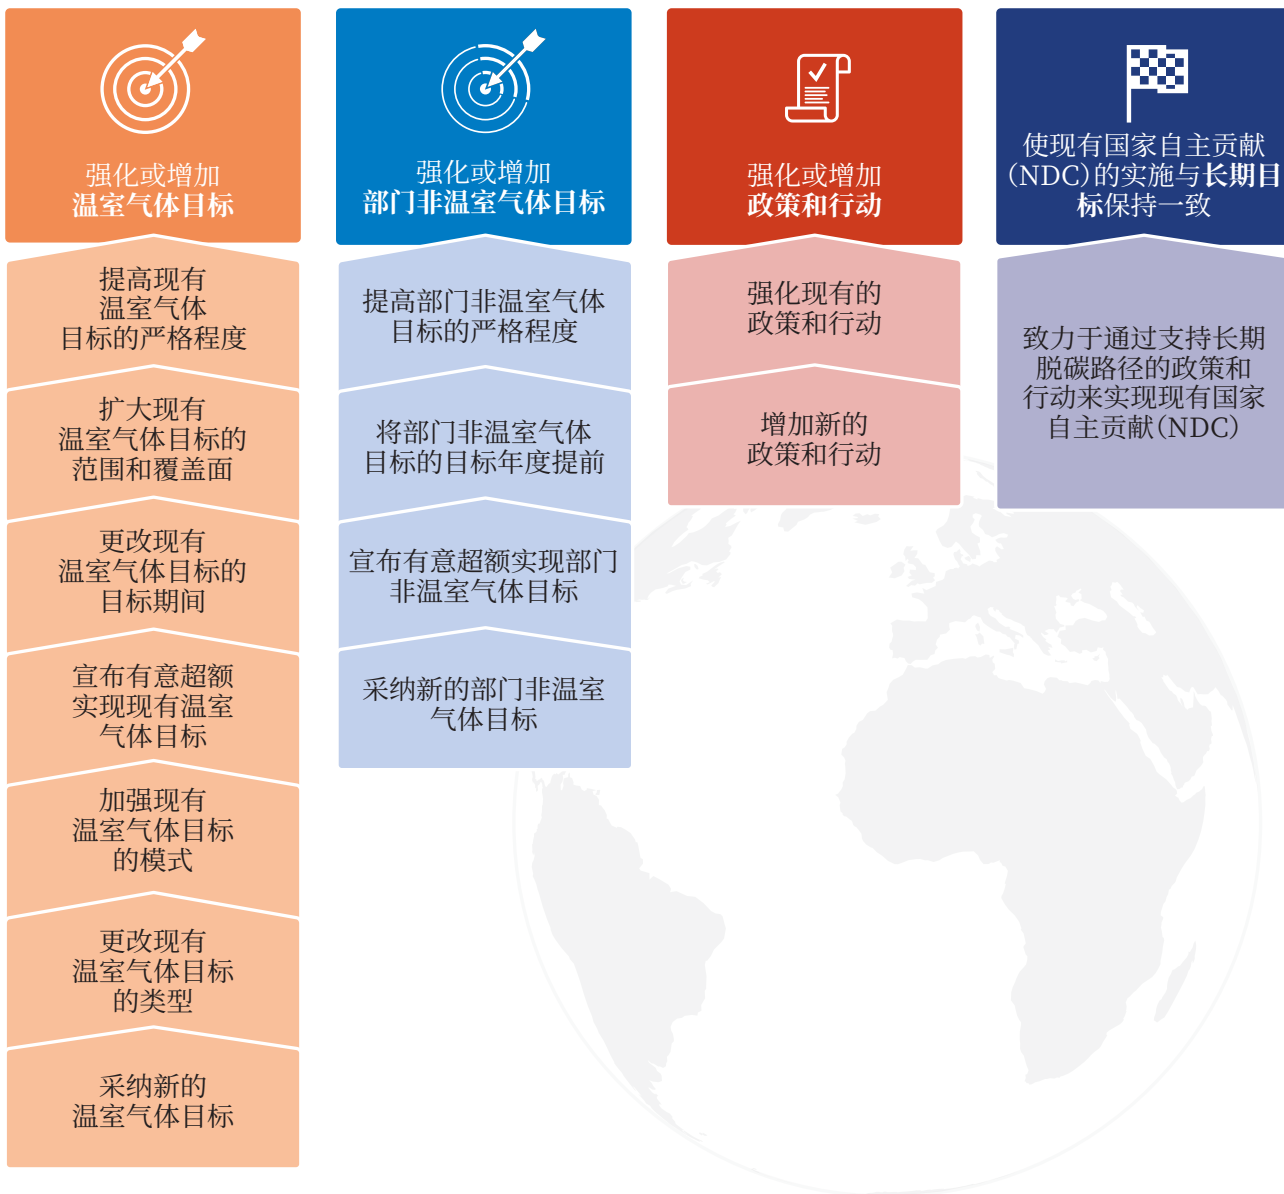 强化或增加
温室气体目标
提高现有
温室气体
目标的严格程度
扩大现有
温室气体目标的
范围和覆盖面
更改现有
温室气体目标的
目标期间
宣布有意超额
实现现有温室
气体目标
加强现有
温室气体目标
的模式
更改现有
温室气体目标
的类型
采纳新的
温室气体目标
强化或增加
部门非温室气体目标
提高部门非温室气体
目标的严格程度
将部门非温室气体
目标的目标年度提前
宣布有意超额实现部门
非温室气体目标
采纳新的部门非温室
气体目标
强化或增加
政策和行动
强化现有的
政策和行动
增加新的
政策和行动
使现有国家自主贡献
(NDC)的实施与长期目
标保持一致
致力于通过支持长期
脱碳路径的政策和
行动来实现现有国家
自主贡献(NDC)